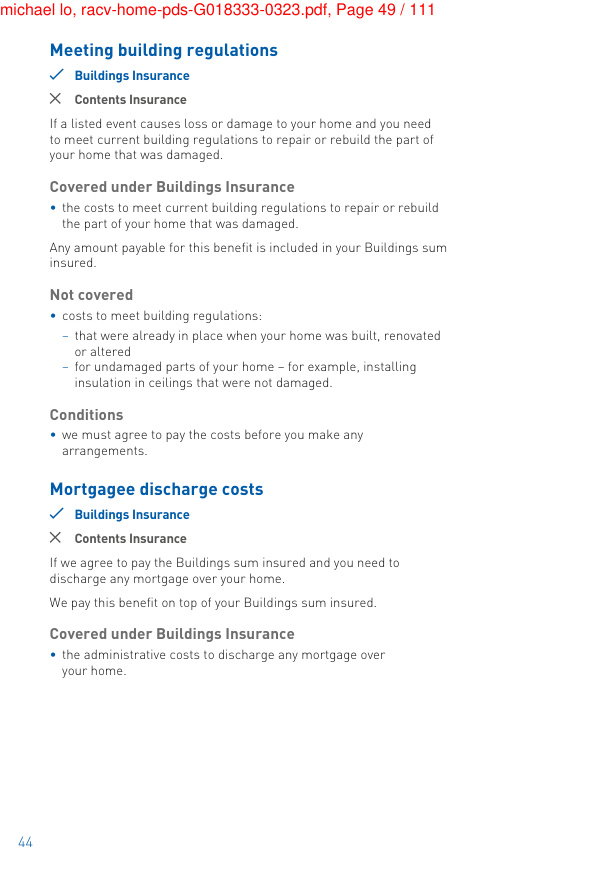 michael lo, racv-home-pds-G018333-0323.pdf, Page 49 / 111
Meeting building regulations
✓ Buildings Insurance
✕ Contents Insurance
If a listed event causes loss or damage to your home and you need
to meet current building regulations to repair or rebuild the part of
your home that was damaged.
Covered under Buildings Insurance
• the costs to meet current building regulations to repair or rebuild
the part of your home that was damaged.
Any amount payable for this benefit is included in your Buildings sum
insured.
Not covered
• costs to meet building regulations:
– that were already in place when your home was built, renovated
or altered
– for undamaged parts of your home – for example, installing
insulation in ceilings that were not damaged.
Conditions
• we must agree to pay the costs before you make any
arrangements.
Mortgagee discharge costs
✓ Buildings Insurance
✕ Contents Insurance
If we agree to pay the Buildings sum insured and you need to
discharge any mortgage over your home.
We pay this benefit on top of your Buildings sum insured.
Covered under Buildings Insurance
• the administrative costs to discharge any mortgage over
your home.
44